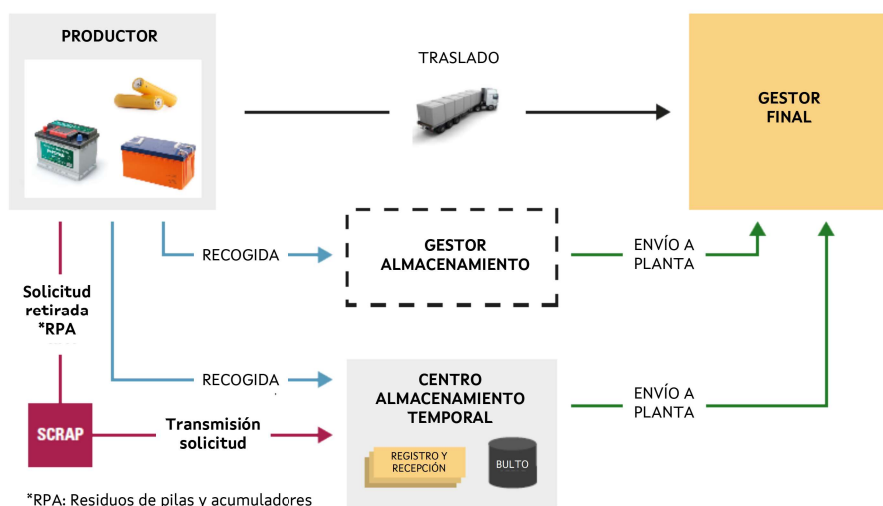 PRODUCTOR
TRASLADO
GESTOR
FINAL
RECOGIDA
GESTOR
ALMACENAMIENTO
ENVÍO A
PLANTA
Solicitud
retirada
*RPA
RECOGIDA
CENTRO
ALMACENAMIENTO
TEMPORAL
ENVÍO A
PLANTA
SCRAP
Transmisión
solicitud
REGISTRO Y
RECEPCIÓN
BULTO
*RPA: Residuos de pilas y acumuladores